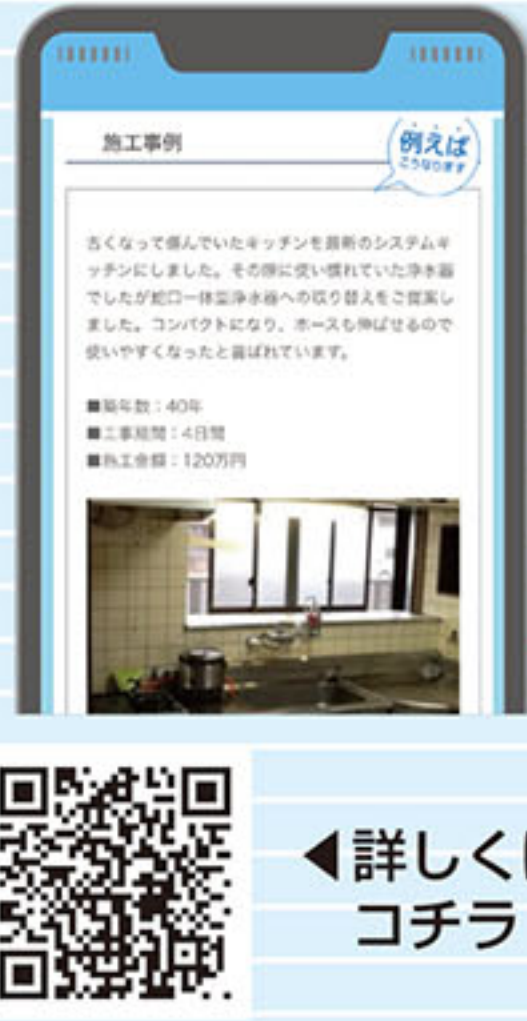 施工事例
例えば
こうなります
古くなって傷んでいたキッチンを最新のシステムキ
ッチンにしました。その際に使い慣れていた浄水器
でしたが蛇口一体型浄水器への取り替えをご提案し
ました。コンパクトになり、ホースも伸ばせるので
使いやすくなったと喜ばれています。
■築年数:40年
■工事期間:4日間
■施工金額:120万円
◀詳しくは
コチラ